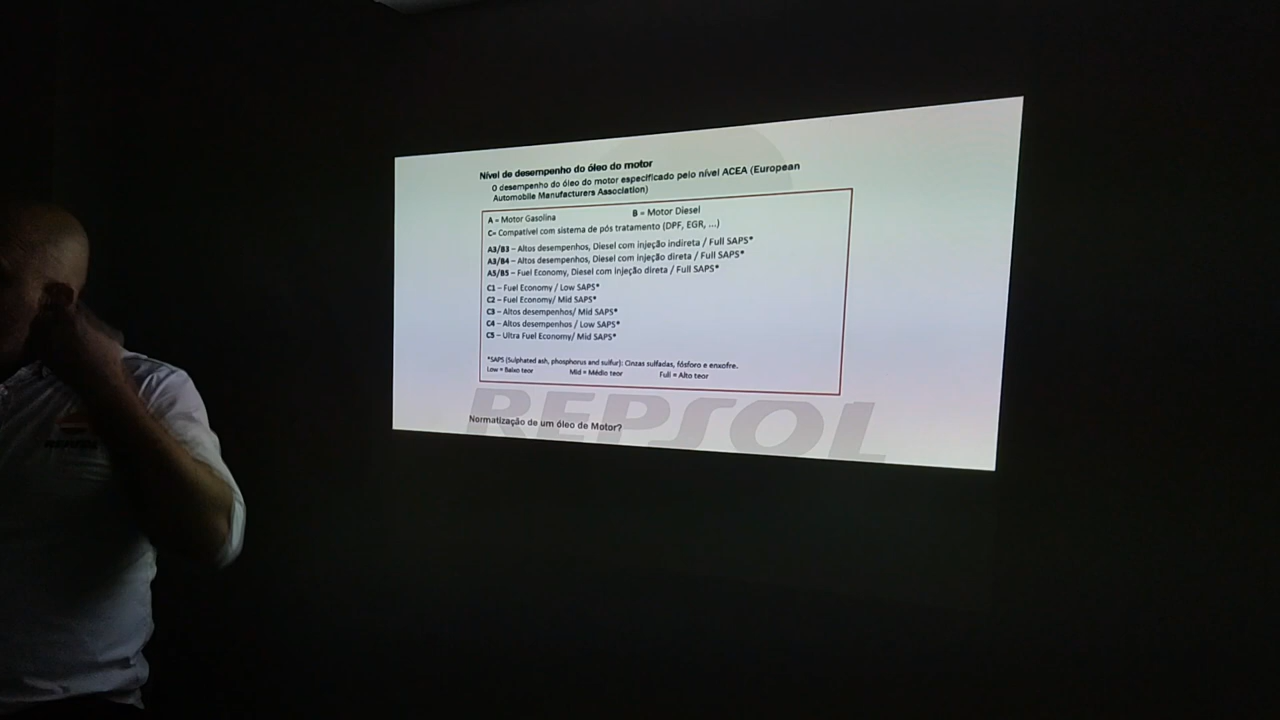 Nível de desempenho do óleo do motor
O desempenho do óleo do motor especificado pelo nível ACEA (European
Automobile Manufacturers Association)
A = Motor Gasolina B = Motor Diesel
C= Compatível com sistema de pós tratamento (DPF, EGR, ...)
A3/B3 – Altos desempenhos, Diesel com injeção indireta / Full SAPS*
A3/B4 – Altos desempenhos, Diesel com injeção direta / Full SAPS*
A5/B5 – Fuel Economy, Diesel com injeção direta / Full SAPS*
C1 – Fuel Economy / Low SAPS*
C2 – Fuel Economy/ Mid SAPS*
C3 – Altos desempenhos/ Mid SAPS*
C4 – Altos desempenhos / Low SAPS*
C5 – Ultra Fuel Economy/ Mid SAPS*
*SAPS (Sulphated ash, phosphorus and sulfur): Cinzas sulfadas, fósforo e enxofre.
Low = Baixo teor Mid = Médio teor Full = Alto teor
REPSOL
Normatização de um óleo de Motor?
REPSOL